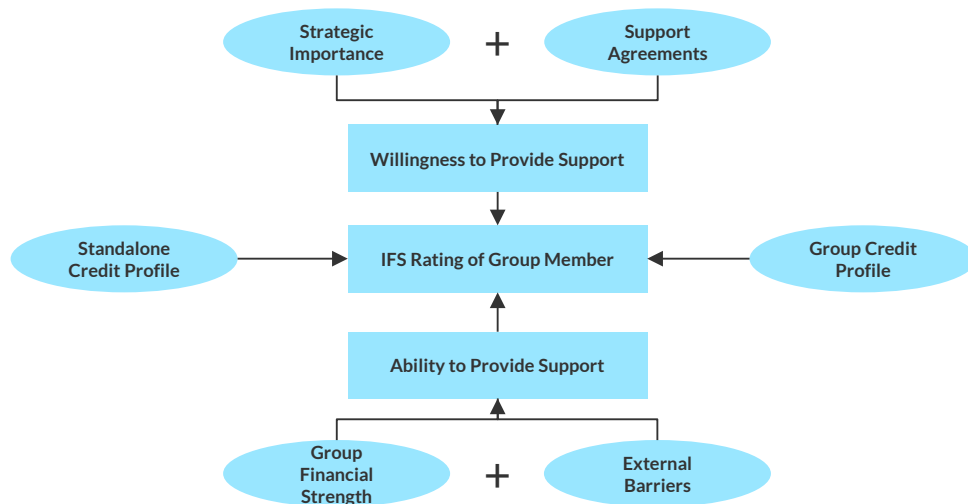 Strategic
Importance
+
Support
Agreements
Willingness to Provide Support
Standalone
Credit Profile
IFS Rating of Group Member
Group Credit
Profile
Ability to Provide Support
Group
Financial
Strength
+
External
Barriers